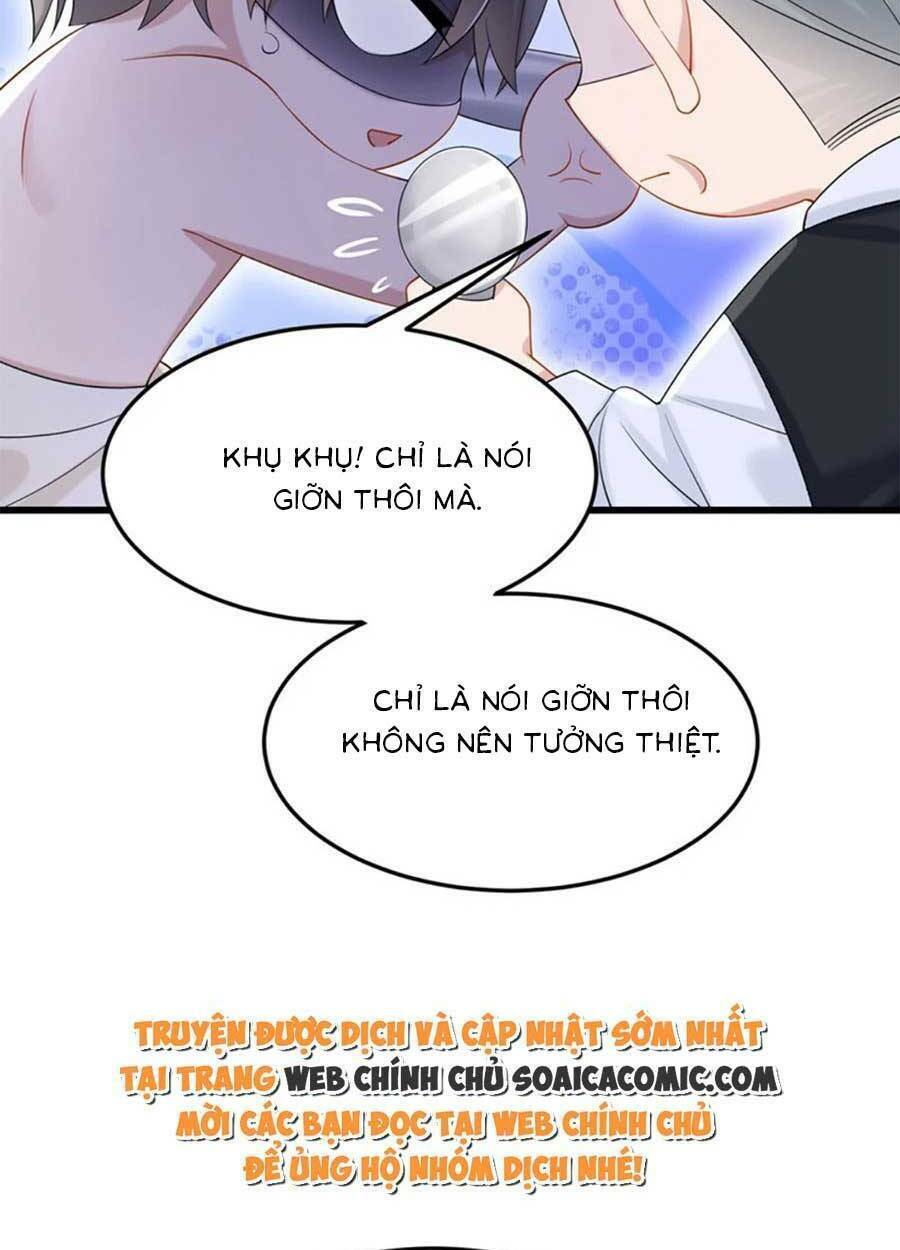 KHỤ KHỤ! CHỈ LÀ NÓI
GIỠN THÔI MÀ.
CHỈ LÀ NÓI GIỠN THÔI
KHÔNG NÊN TƯỞNG THIỆT.
TRUYỆN ĐƯỢC DỊCH VÀ CẬP NHẬT SỚM NHẤT
TẠI TRANG WEB CHÍNH CHỦ SOAICACOMIC.COM
MỜI CÁC BẠN ĐỌC TẠI WEB CHÍNH CHỦ
ĐỂ ỦNG HỘ NHÓM DỊCH NHÉ!